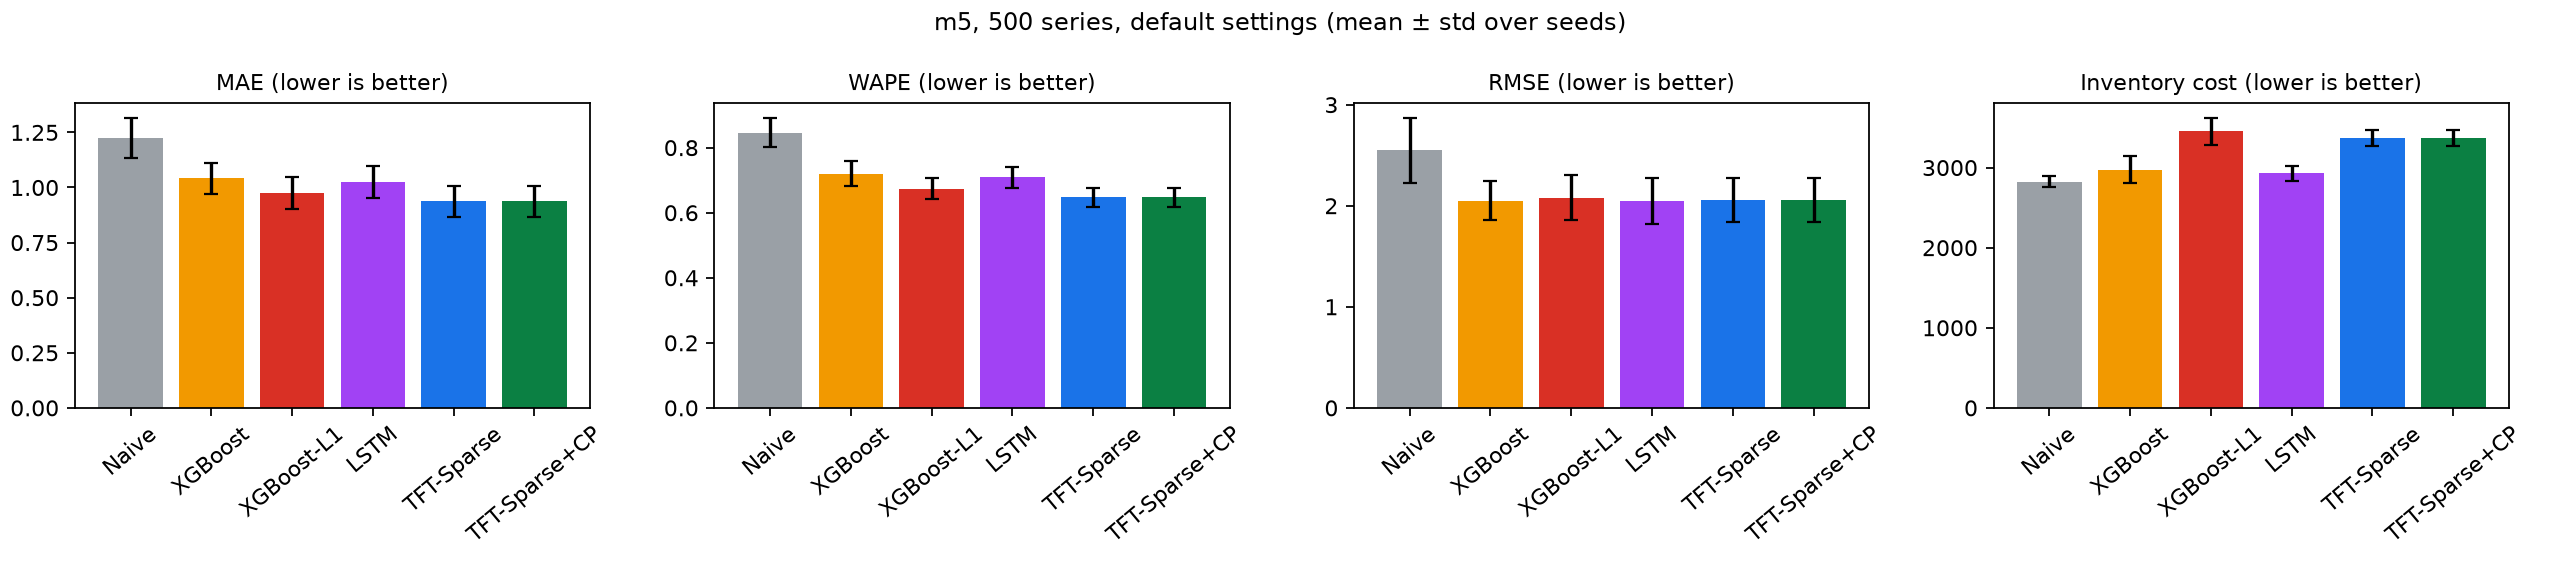 m5, 500 series, default settings (mean ± std over seeds)
MAE (lower is better)
1.25
1.00
0.75
0.50
0.25
0.00
Naive
XGBoost
XGBoost-L1
LSTM
TFT-Sparse
TFT-Sparse+CP
WAPE (lower is better)
0.8
0.6
0.4
0.2
0.0
Naive
XGBoost
XGBoost-L1
LSTM
TFT-Sparse
TFT-Sparse+CP
RMSE (lower is better)
3
2
1
0
Naive
XGBoost
XGBoost-L1
LSTM
TFT-Sparse
TFT-Sparse+CP
Inventory cost (lower is better)
3000
2000
1000
0
Naive
XGBoost
XGBoost-L1
LSTM
TFT-Sparse
TFT-Sparse+CP